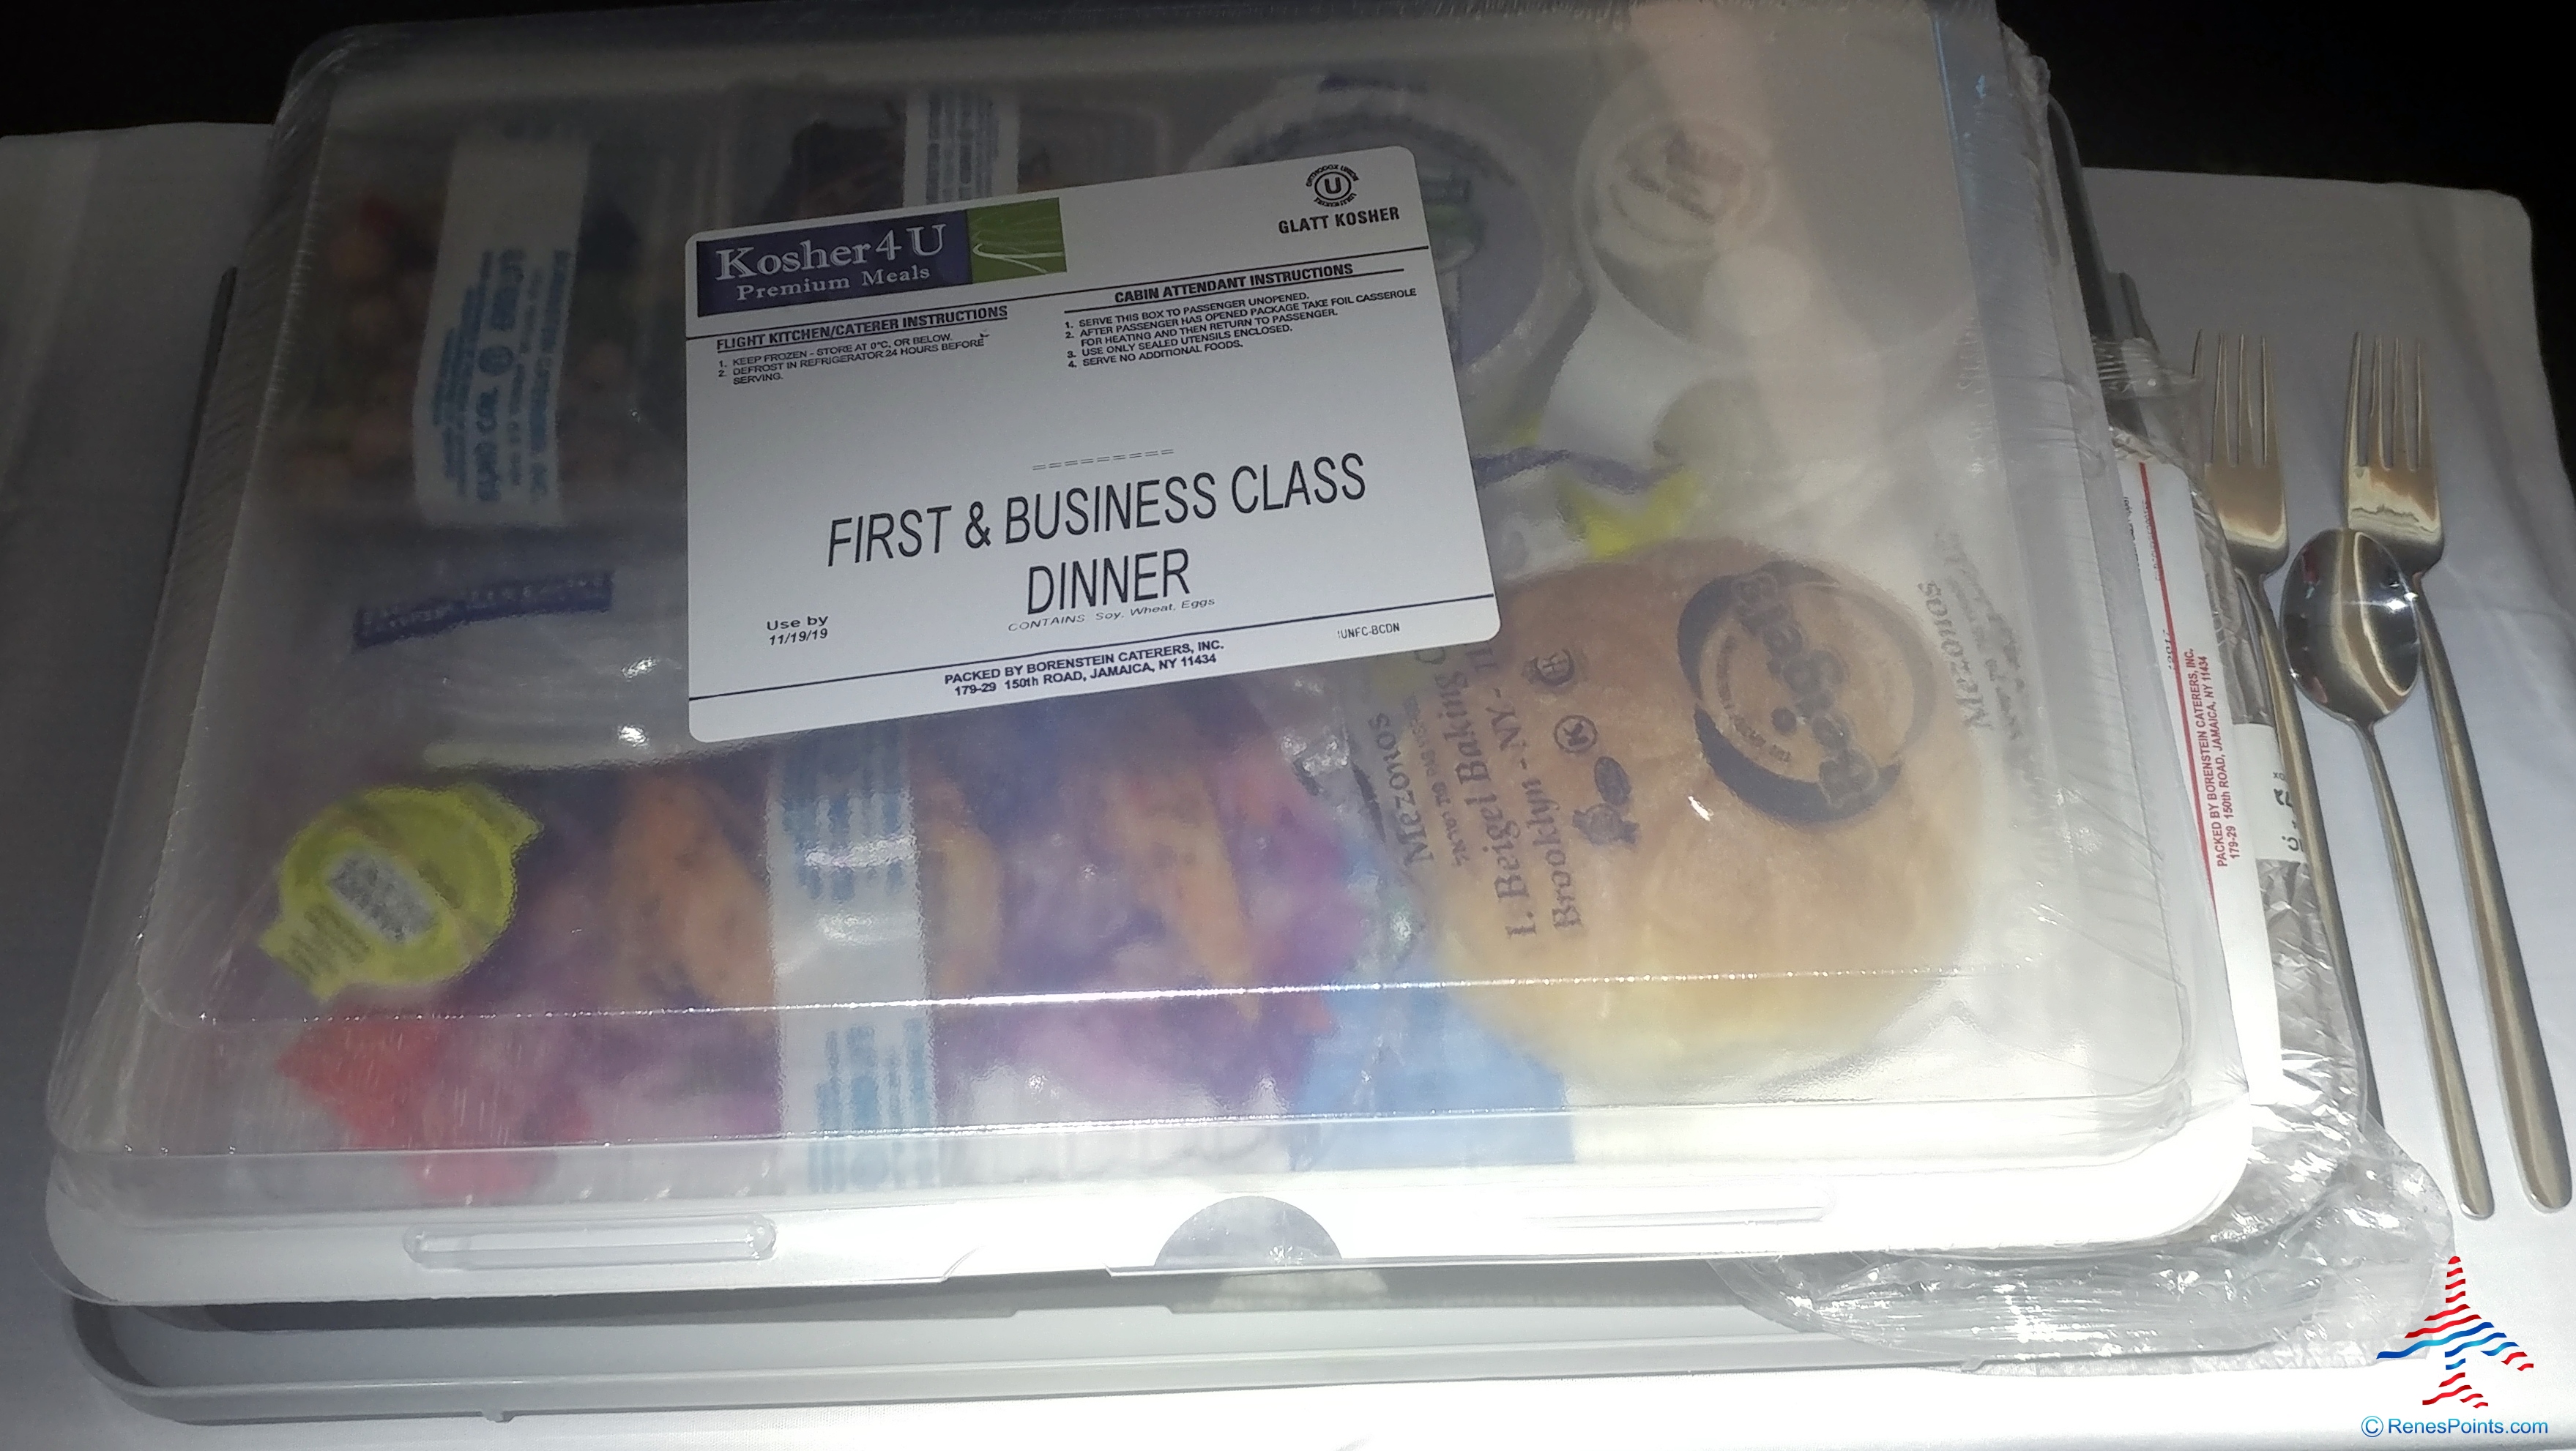 ORTHODOX UNION
U
GLATT KOSHER
Kosher4U
Premium Meals
FLIGHT KITCHEN/CATERER INSTRUCTIONS
1. KEEP FROZEN - STORE AT 0°C, OR BELOW.
2. DEFROST IN REFRIGERATOR 24 HOURS BEFORE
SERVING.
CABIN ATTENDANT INSTRUCTIONS
1. SERVE THIS BOX TO PASSENGER UNOPENED.
2. AFTER PASSENGER HAS OPENED PACKAGE TAKE FOIL CASSEROLE
FOR HEATING AND THEN RETURN TO PASSENGER.
3. USE ONLY SEALED UTENSILS ENCLOSED.
4. SERVE NO ADDITIONAL FOODS.
=========
FIRST & BUSINESS CLASS
DINNER
CONTAINS: Soy, Wheat, Eggs
Use by
11/19/19
!UNFC-BCDN
PACKED BY BORENSTEIN CATERERS, INC.
179-29 150th ROAD, JAMAICA, NY 11434
Mezonos
I. Beigel Baking
Brooklyn - NY -
K
Beigel's
Mezonos
PACKED BY BORENSTEIN CATERERS, INC.
179-29 150th ROAD, JAMAICA, NY 11434
© RenesPoints.com